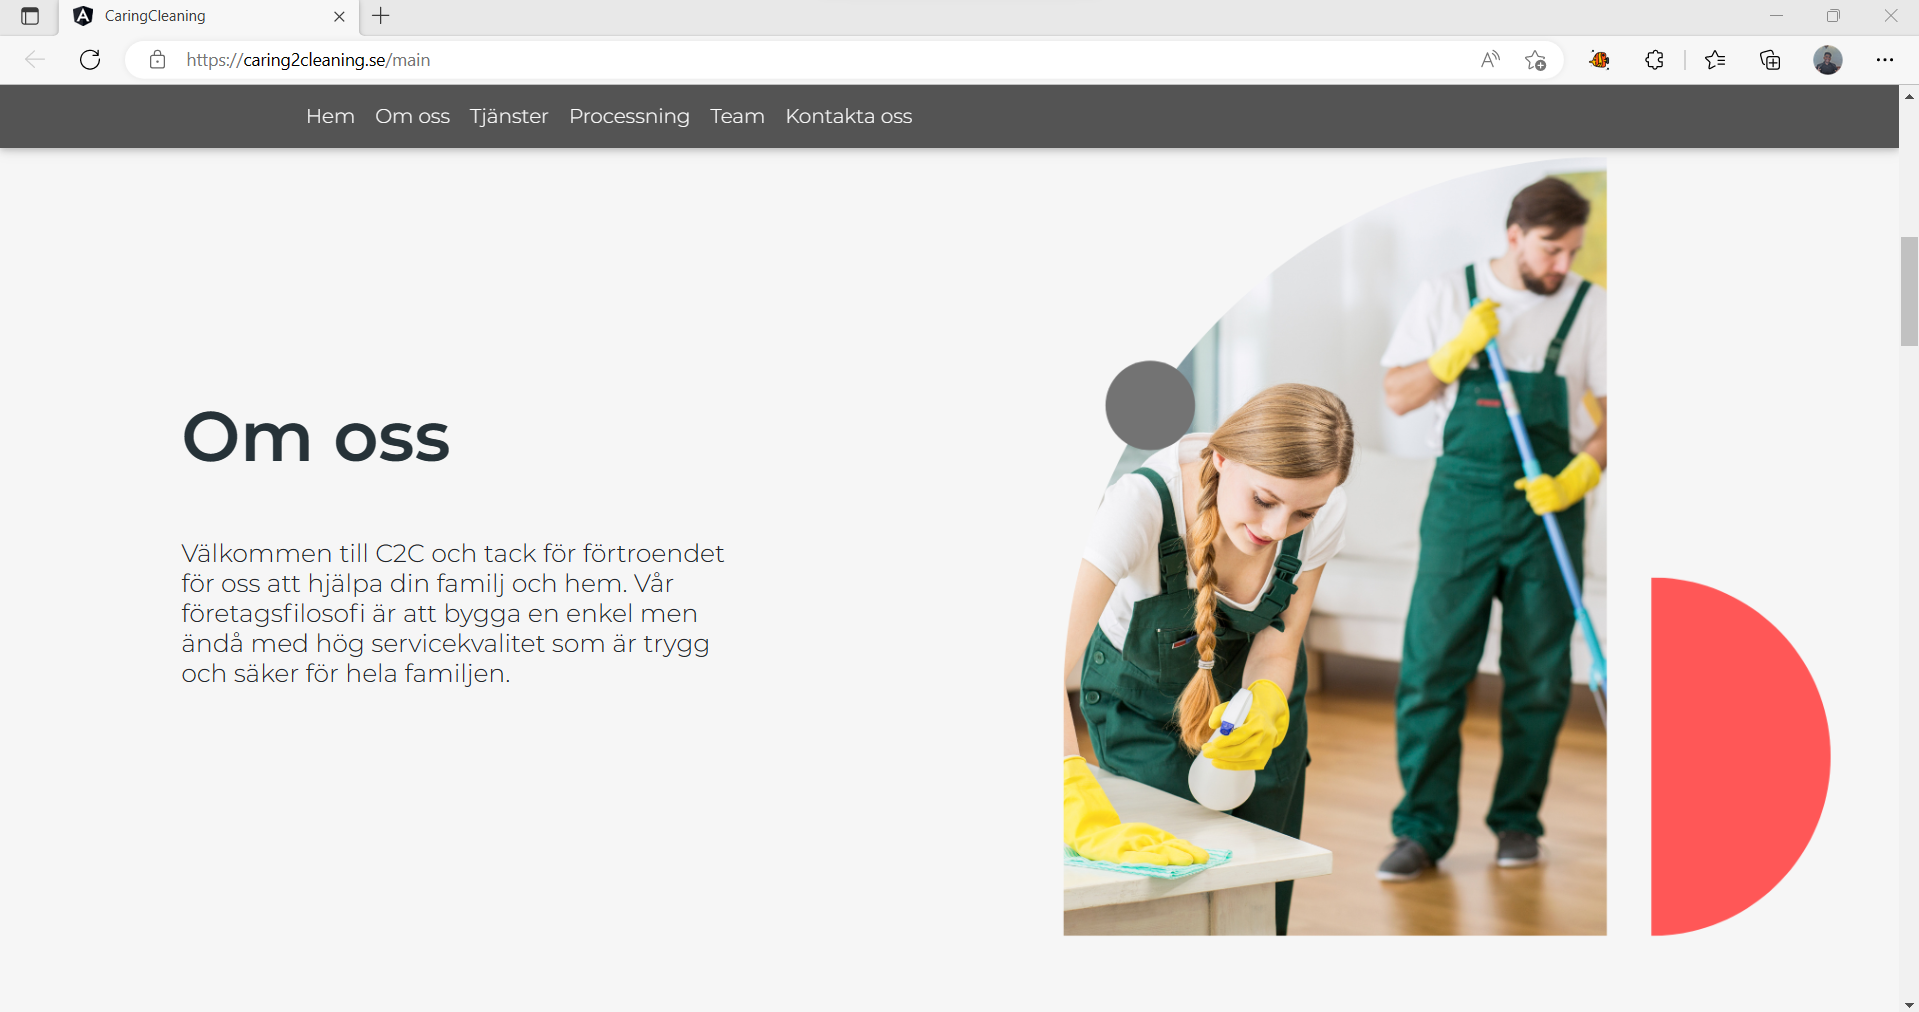 CaringCleaning
https://caring2cleaning.se/main
Hem Om oss Tjänster Processning Team Kontakta oss
Om oss
Välkommen till C2C och tack för förtroendet
för oss att hjälpa din familj och hem. Vår
företagsfilosofi är att bygga en enkel men
ändå med hög servicekvalitet som är trygg
och säker för hela familjen.